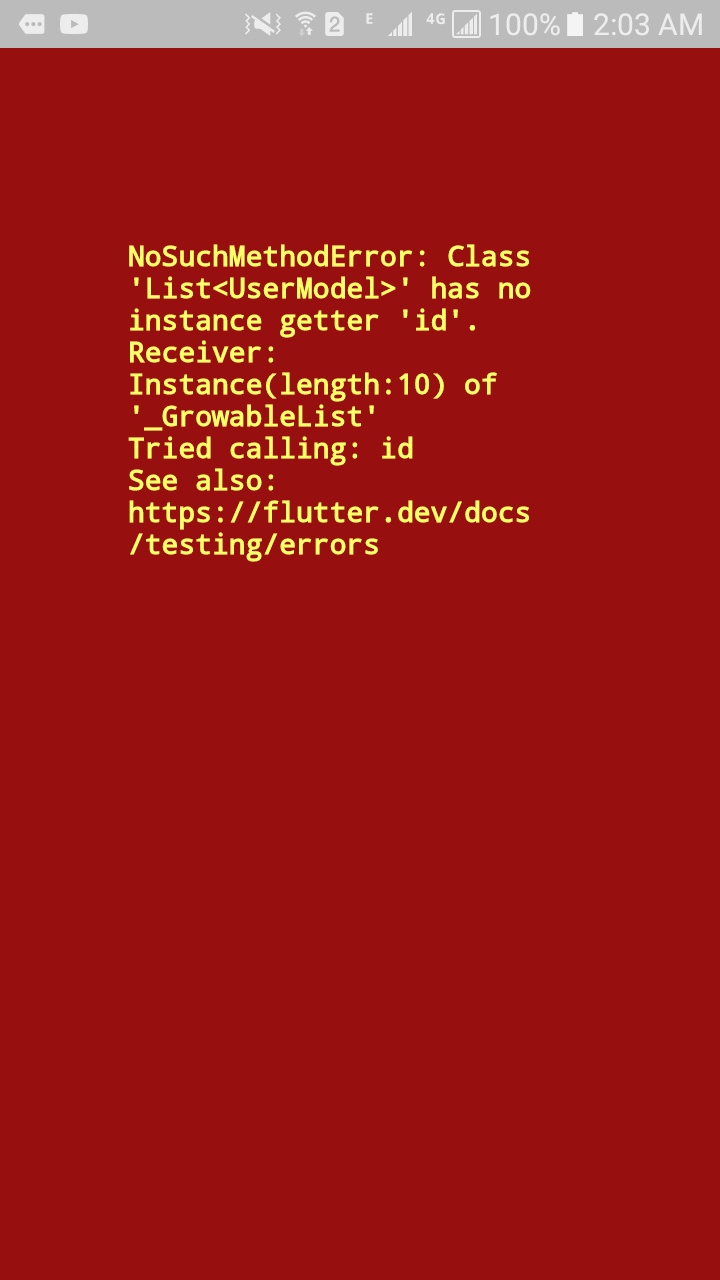 2 E 4G 100% 2:03 AM
NoSuchMethodError: Class
'List<UserModel>' has no
instance getter 'id'.
Receiver:
Instance(length:10) of
'_GrowableList'
Tried calling: id
See also:
https://flutter.dev/docs
/testing/errors